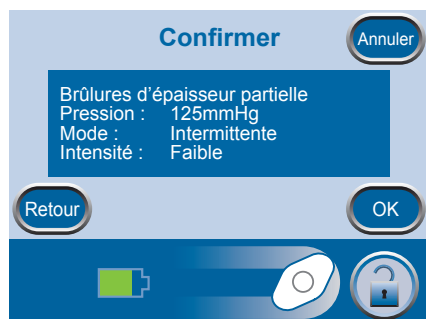 Confirmer
Annuler
Brûlures d'épaisseur partielle
Pression : 125mmHg
Mode : Intermittente
Intensité : Faible
Retour
OK